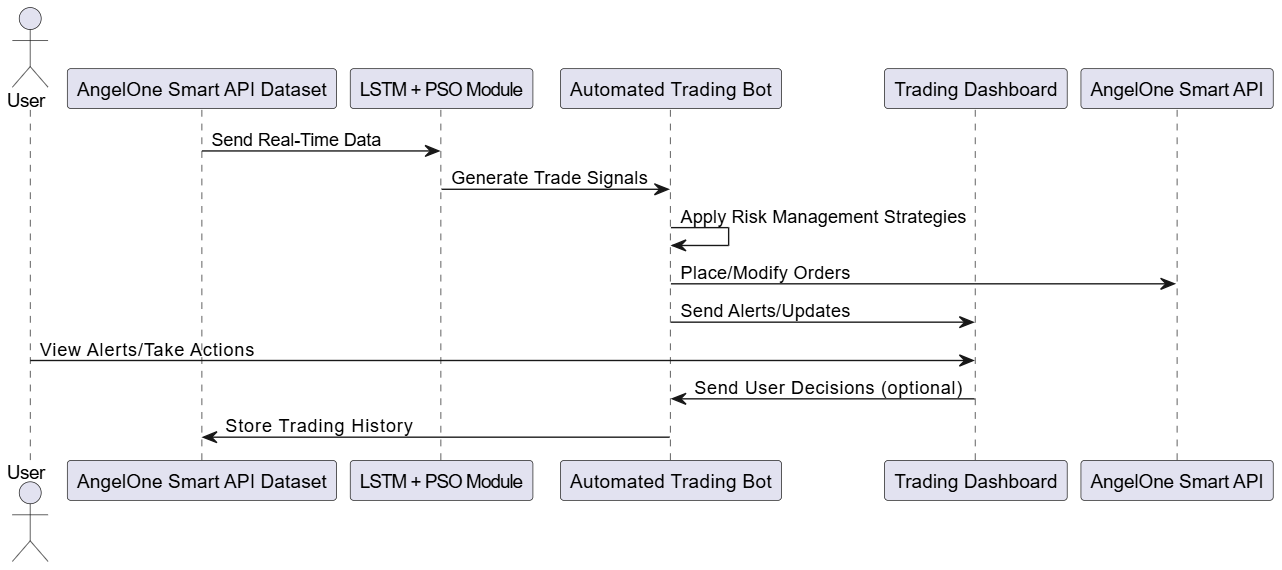 User
AngelOne Smart API Dataset
LSTM + PSO Module
Automated Trading Bot
Trading Dashboard
AngelOne Smart API
Send Real-Time Data
Generate Trade Signals
Apply Risk Management Strategies
Place/Modify Orders
Send Alerts/Updates
View Alerts/Take Actions
Send User Decisions (optional)
Store Trading History
User
AngelOne Smart API Dataset
LSTM + PSO Module
Automated Trading Bot
Trading Dashboard
AngelOne Smart API